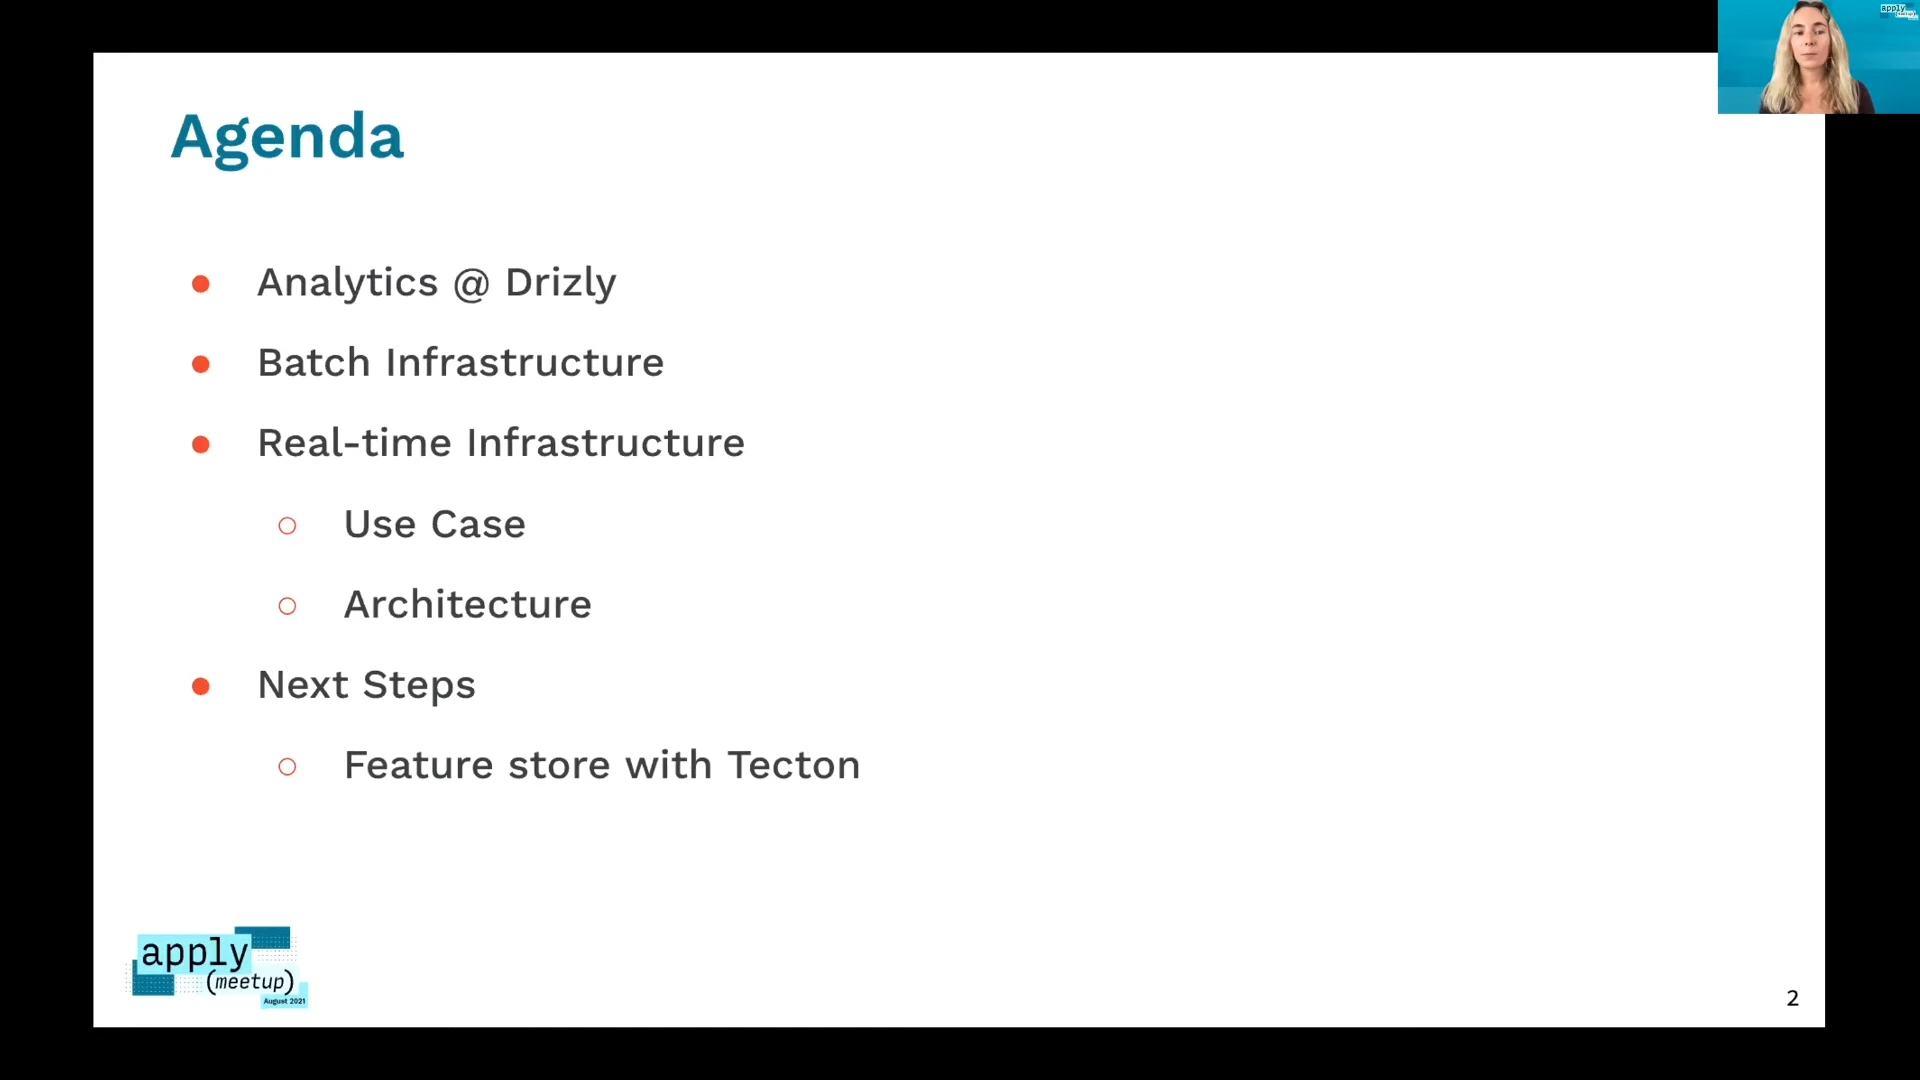 apply
Agenda
Analytics @ Drizly
Batch Infrastructure
Real-time Infrastructure
Use Case
Architecture
Next Steps
Feature store with Tecton
apply
(meetup)
August 2021
2